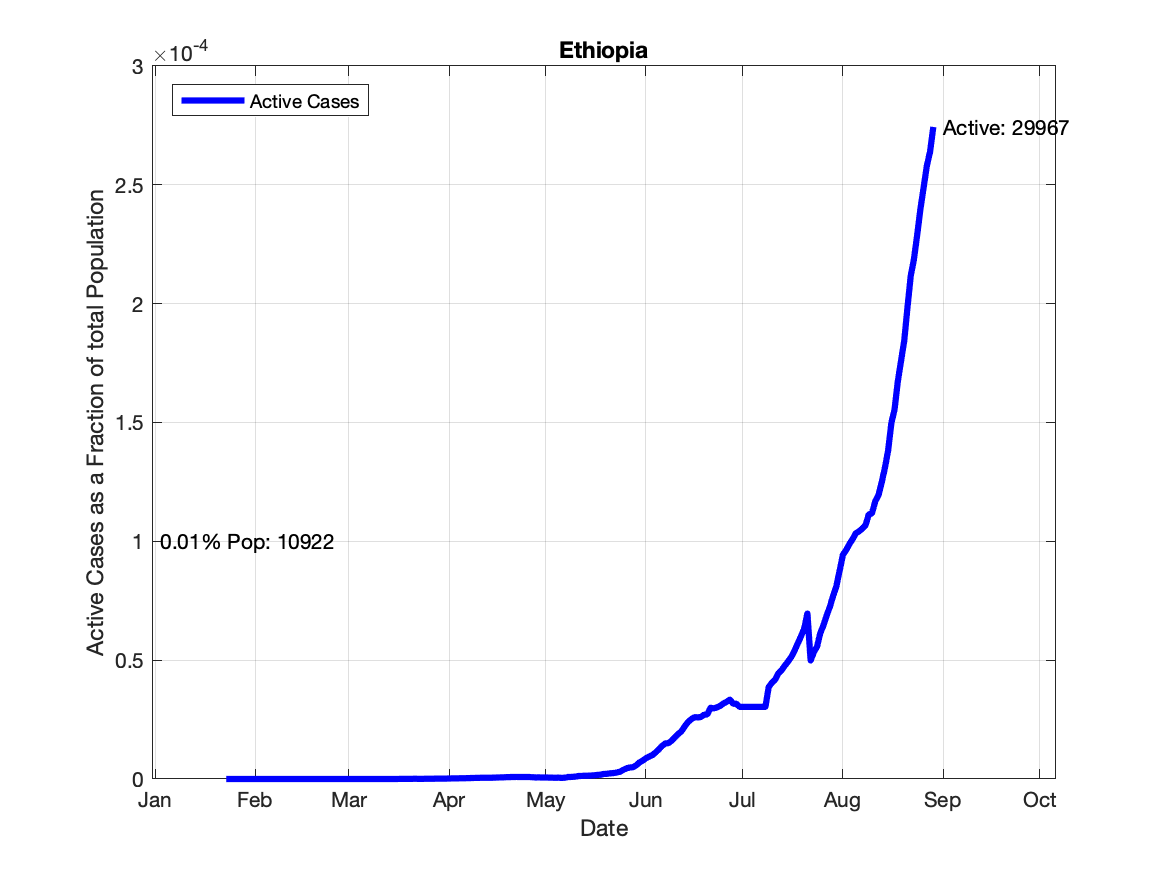 Ethiopia
×10-4
3
2.5
2
1.5
1
0.5
0
Active Cases
Active: 29967
0.01% Pop: 10922
Active Cases as a Fraction of total Population
Jan Feb Mar Apr May Jun Jul Aug Sep Oct
Date